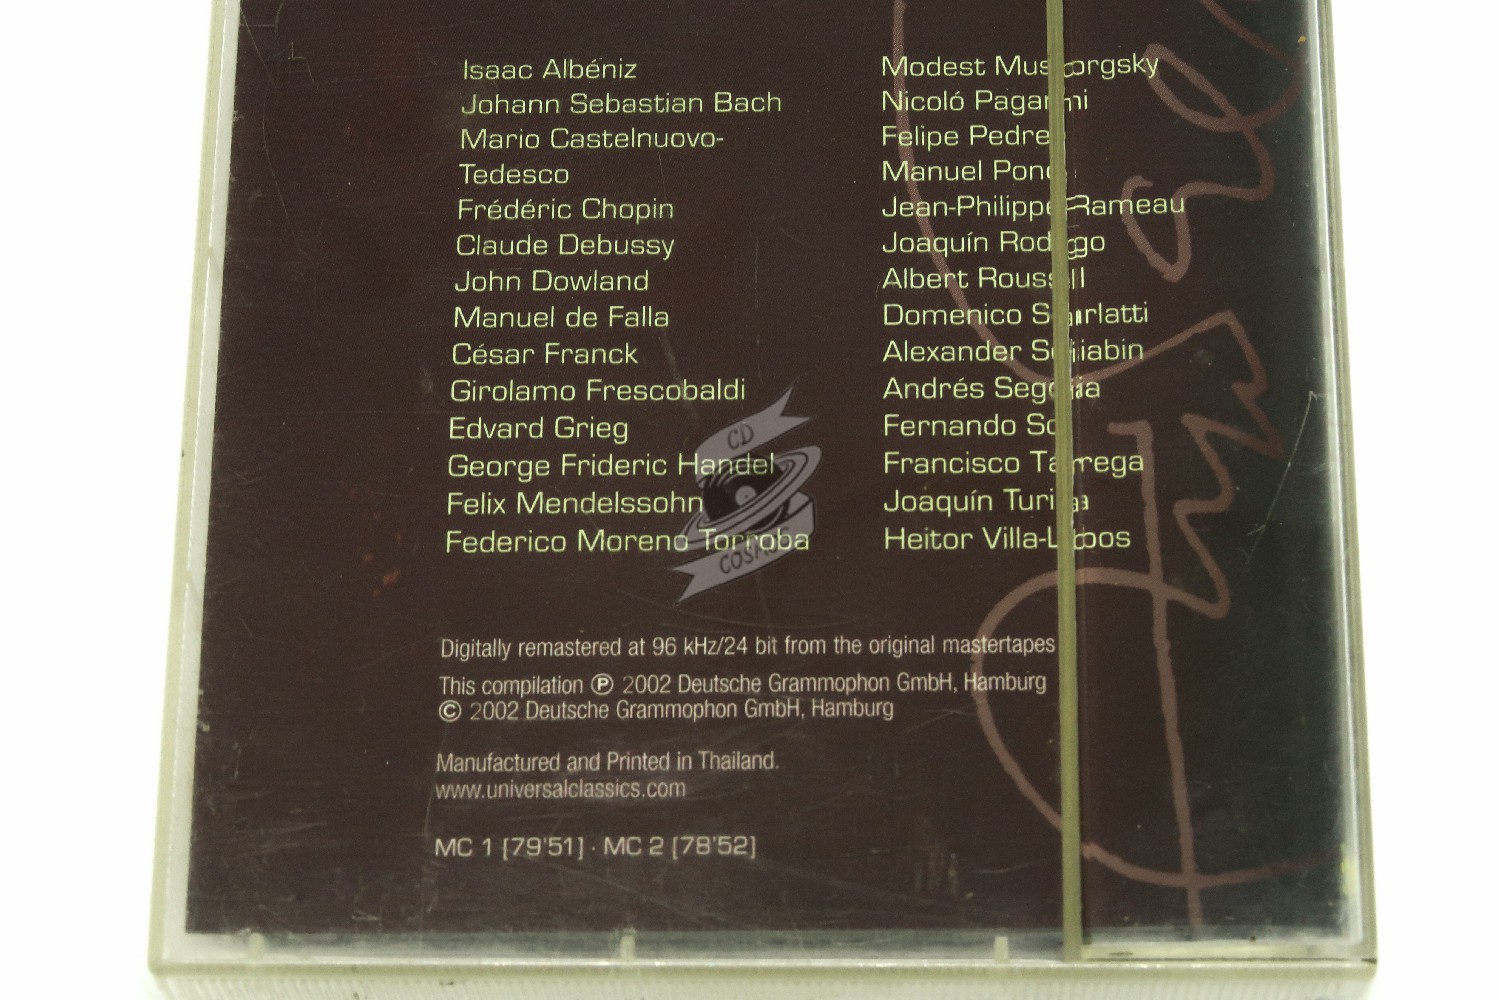 Isaac Albéniz
Johann Sebastian Bach
Mario Castelnuovo-
Tedesco
Frédéric Chopin
Claude Debussy
John Dowland
Manuel de Falla
César Franck
Girolamo Frescobaldi
Edvard Grieg
George Frideric Handel
Felix Mendelssohn
Federico Moreno Torroba
Modest Mussorgsky
Nicoló Paganini
Felipe Pedrell
Manuel Ponce
Jean-Philippe Rameau
Joaquín Rodrigo
Albert Roussell
Domenico Scarlatti
Alexander Scriabin
Andrés Segovia
Fernando Sor
Francisco Tárrega
Joaquín Turina
Heitor Villa-Lobos
CD
COSMOS
Digitally remastered at 96 kHz/24 bit from the original mastertapes
This compilation ℗ 2002 Deutsche Grammophon GmbH, Hamburg
© 2002 Deutsche Grammophon GmbH, Hamburg
Manufactured and Printed in Thailand.
www.universalclassics.com
MC 1 [79'51] · MC 2 [78'52]